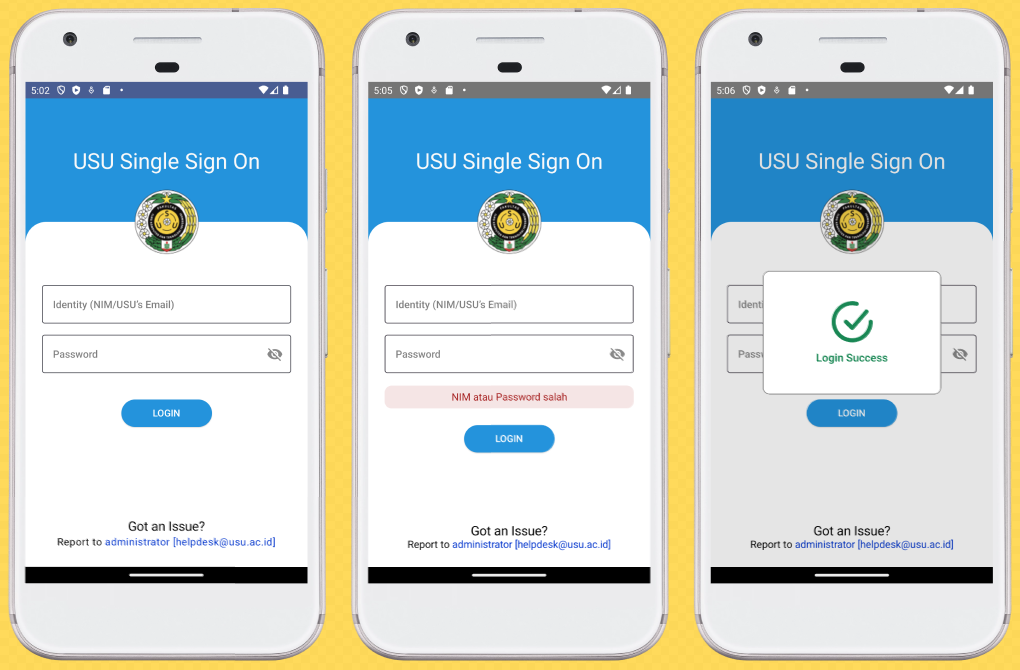 5:02
USU Single Sign On
Identity (NIM/USU's Email)
Password
LOGIN
Got an Issue?
Report to administrator [helpdesk@usu.ac.id]
5:05
USU Single Sign On
Identity (NIM/USU's Email)
Password
NIM atau Password salah
LOGIN
Got an Issue?
Report to administrator [helpdesk@usu.ac.id]
5:06
USU Single Sign On
Identi
Passw
Login Success
LOGIN
Got an Issue?
Report to administrator [helpdesk@usu.ac.id]